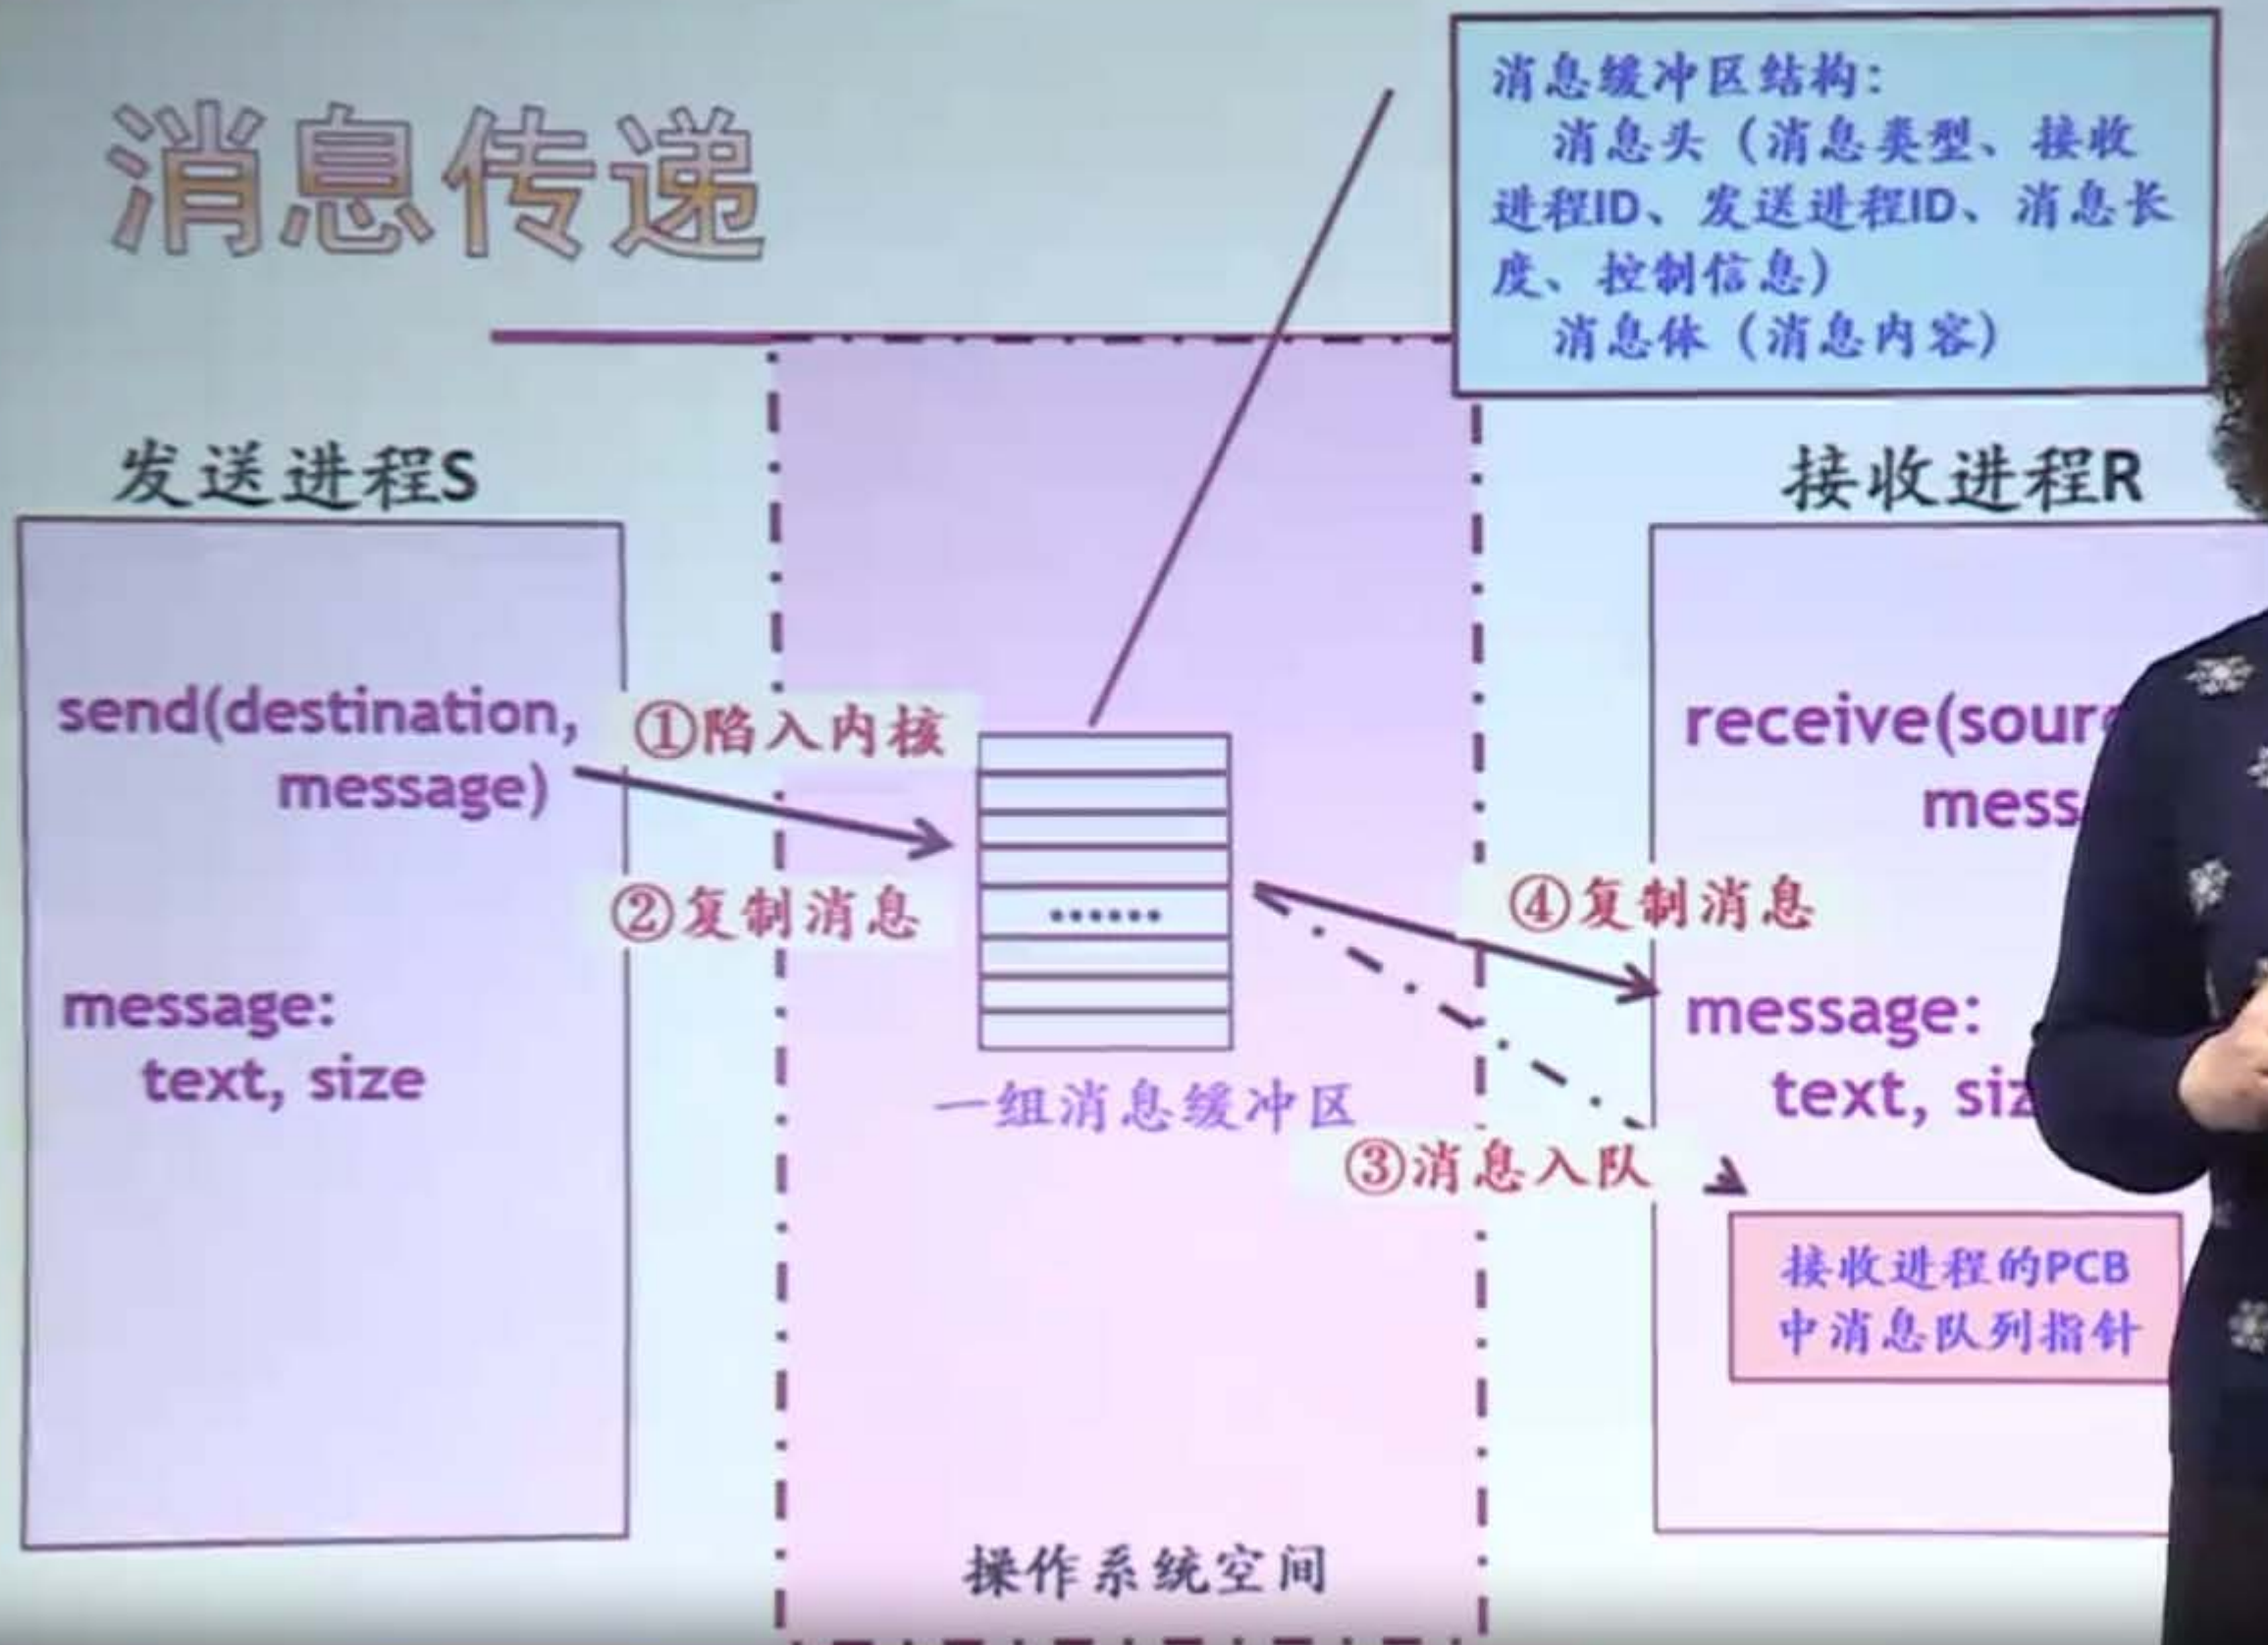 消息传递
消息缓冲区结构：
消息头（消息类型、接收
进程ID、发送进程ID、消息长
度、控制信息）
消息体（消息内容）
发送进程S
send(destination,
message)
message:
text, size
①陷入内核
②复制消息
······
一组消息缓冲区
操作系统空间
④复制消息
③消息入队
接收进程R
receive(
message:
text,
接收进程的PCB
中消息队列指针